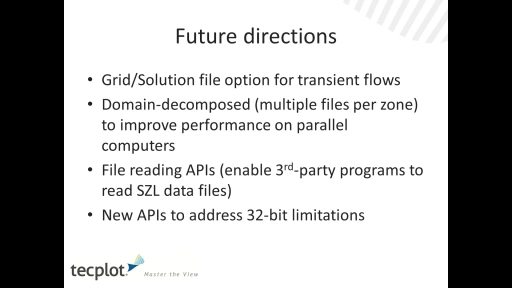 Future directions
• Grid/Solution file option for transient flows
• Domain-decomposed (multiple files per zone)
to improve performance on parallel
computers
• File reading APIs (enable 3rd-party programs to
read SZL data files)
• New APIs to address 32-bit limitations
tecplot. Master the View